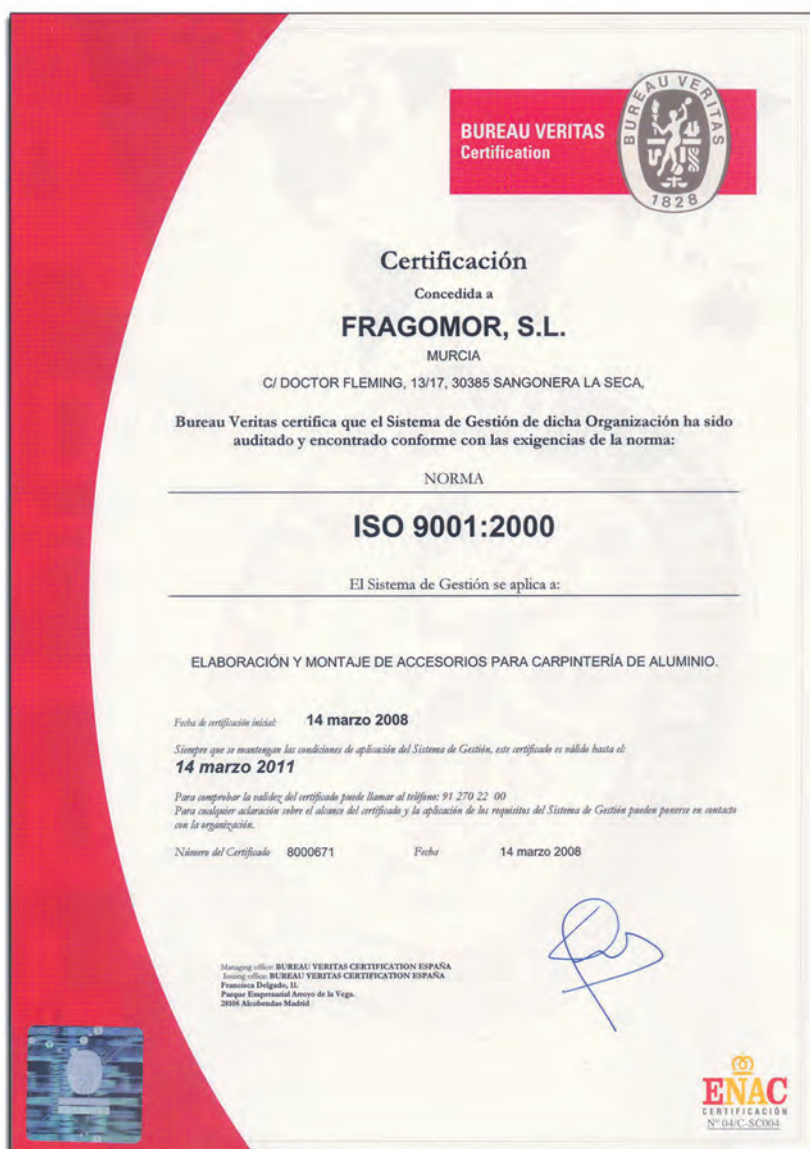 BUREAU VERITAS
Certification
BUREAU VERITAS
1828
Certificación
Concedida a
FRAGOMOR, S.L.
MURCIA
C/ DOCTOR FLEMING, 13/17, 30385 SANGONERA LA SECA,
Bureau Veritas certifica que el Sistema de Gestión de dicha Organización ha sido
auditado y encontrado conforme con las exigencias de la norma:
NORMA
ISO 9001:2000
El Sistema de Gestión se aplica a:
ELABORACIÓN Y MONTAJE DE ACCESORIOS PARA CARPINTERÍA DE ALUMINIO.
Fecha de certificación inicial: 14 marzo 2008
Siempre que se mantengan las condiciones de aplicación del Sistema de Gestión, este certificado es válido hasta el:
14 marzo 2011
Para comprobar la validez del certificado puede llamar al teléfono: 91 270 22 00
Para cualquier aclaración sobre el alcance del certificado y la aplicación de los requisitos del Sistema de Gestión pueden ponerse en contacto
con la organización.
Número del Certificado 8000671 Fecha 14 marzo 2008
Managing office: BUREAU VERITAS CERTIFICATION ESPAÑA
Issuing office: BUREAU VERITAS CERTIFICATION ESPAÑA
Francisca Delgado, 11.
Parque Empresarial Arroyo de la Vega.
28108 Alcobendas Madrid
ENAC
CERTIFICACIÓN
Nº 04/C-SC004